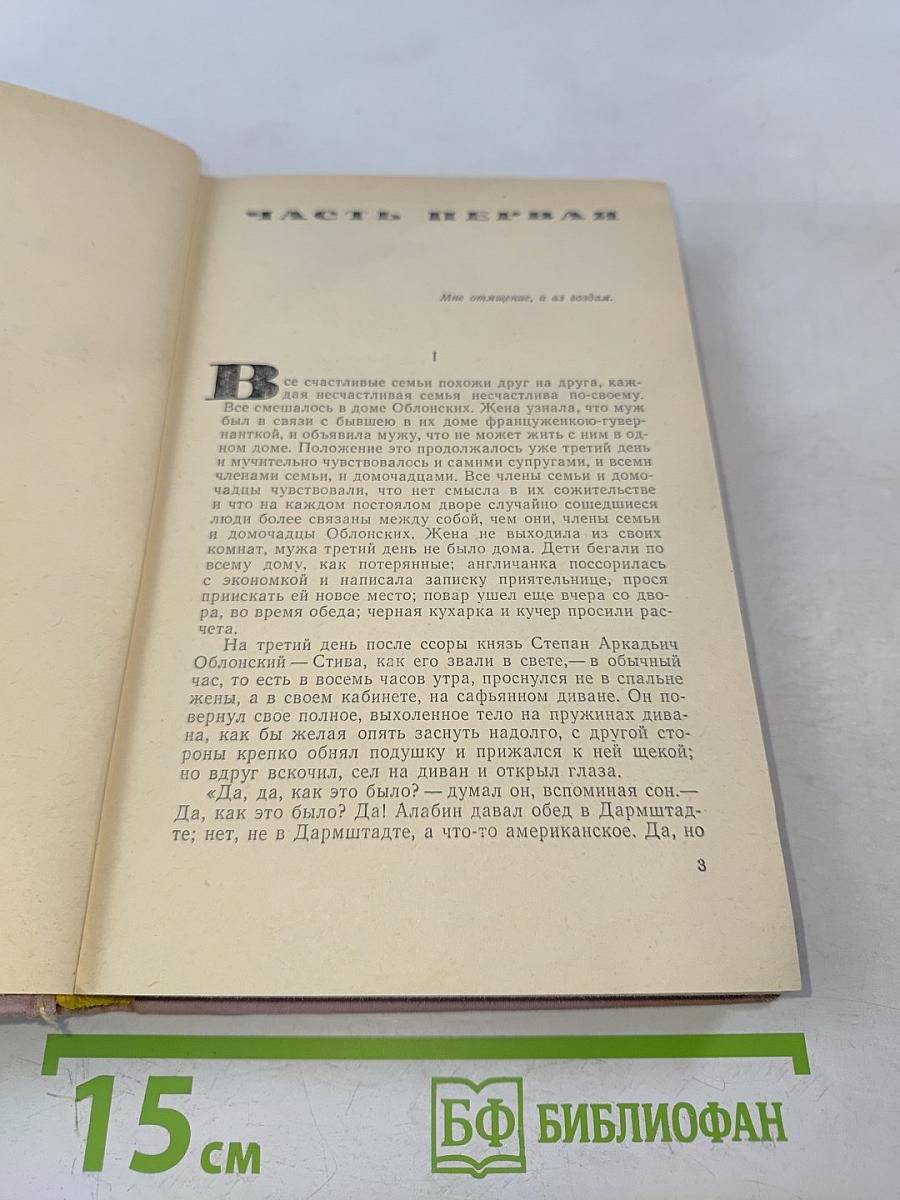 ЧАСТЬ ПЕРВАЯ
Мне отмщение, и аз воздам.
I
Все счастливые семьи похожи друг на друга, каж-
дая несчастливая семья несчастлива по-своему.
Все смешалось в доме Облонских. Жена узнала, что муж
был в связи с бывшею в их доме француженкою-гувер-
нанткой, и объявила мужу, что не может жить с ним в од-
ном доме. Положение это продолжалось уже третий день
и мучительно чувствовалось и самими супругами, и всеми
членами семьи, и домочадцами. Все члены семьи и домо-
чадцы чувствовали, что нет смысла в их сожительстве
и что на каждом постоялом дворе случайно сошедшиеся
люди более связаны между собой, чем они, члены семьи
и домочадцы Облонских. Жена не выходила из своих
комнат, мужа третий день не было дома. Дети бегали по
всему дому, как потерянные; англичанка поссорилась
с экономкой и написала записку приятельнице, прося
приискать ей новое место; повар ушел еще вчера со дво-
ра, во время обеда; черная кухарка и кучер просили рас-
чета.
На третий день после ссоры князь Степан Аркадьич
Облонский — Стива, как его звали в свете,— в обычный
час, то есть в восемь часов утра, проснулся не в спальне
жены, а в своем кабинете, на сафьянном диване. Он по-
вернул свое полное, выхоленное тело на пружинах дива-
на, как бы желая опять заснуть надолго, с другой сто-
роны крепко обнял подушку и прижался к ней щекой;
но вдруг вскочил, сел на диван и открыл глаза.
«Да, да, как это было? — думал он, вспоминая сон.—
Да, как это было? Да! Алабин давал обед в Дармштад-
те; нет, не в Дармштадте, а что-то американское. Да, но
3
15 см
БФ БИБЛИОФАН